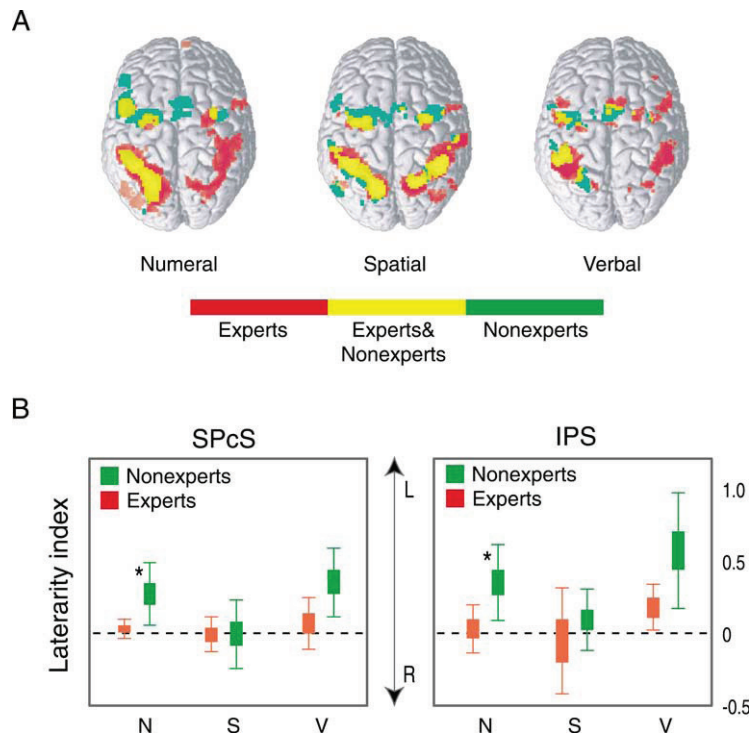 A
Numeral
Spatial
Verbal
Experts
Experts&
Nonexperts
Nonexperts
B
SPcS
IPS
Laterarity index
Nonexperts
Experts
*
L
R
Nonexperts
Experts
*
1.0
0.5
0
-0.5
N
S
V
N
S
V